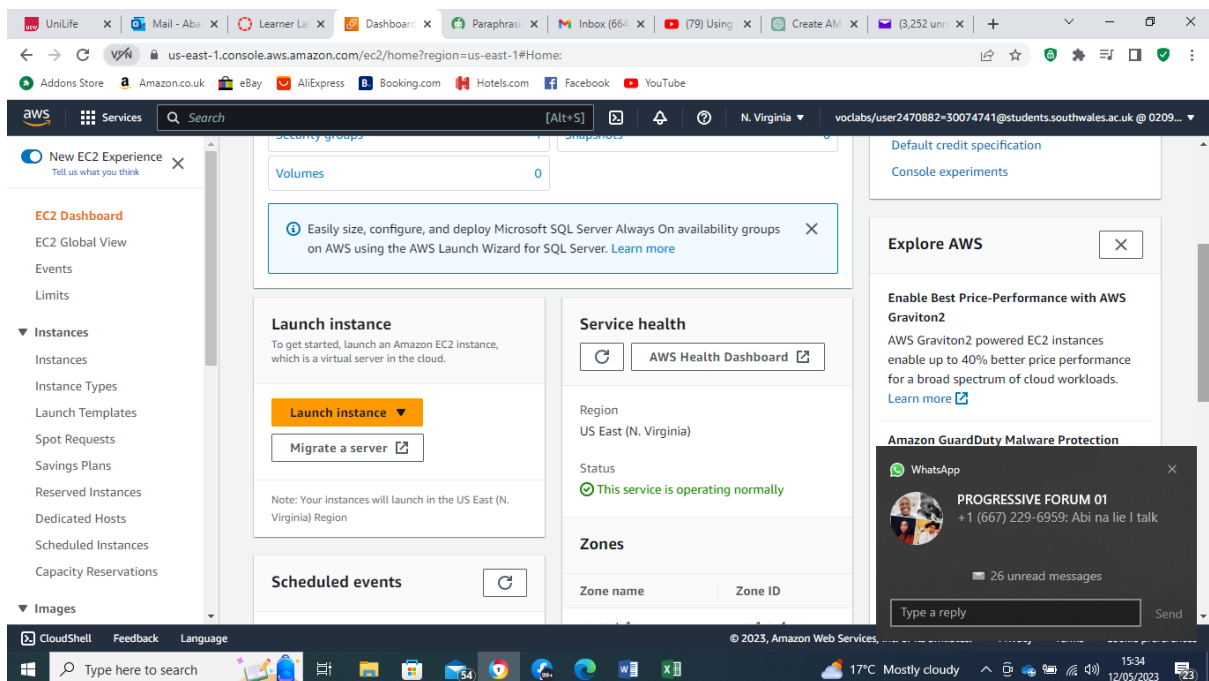 UniLife
Mail - Aba
Learner La
Dashboard
Paraphrasi
Inbox (664
(79) Using
Create AM
(3,252 unr
VPN us-east-1.console.aws.amazon.com/ec2/home?region=us-east-1#Home:
Addons Store Amazon.co.uk eBay AliExpress Booking.com Hotels.com Facebook YouTube
aws Services Search [Alt+S] N. Virginia voclabs/user2470882=30074741@students.southwales.ac.uk @ 0209...
New EC2 Experience
Tell us what you think
EC2 Dashboard
EC2 Global View
Events
Limits
Instances
Instances
Instance Types
Launch Templates
Spot Requests
Savings Plans
Reserved Instances
Dedicated Hosts
Scheduled Instances
Capacity Reservations
Images
Security groups 1
Snapshots 0
Volumes 0
Easily size, configure, and deploy Microsoft SQL Server Always On availability groups
on AWS using the AWS Launch Wizard for SQL Server. Learn more
Launch instance
To get started, launch an Amazon EC2 instance,
which is a virtual server in the cloud.
Launch instance
Migrate a server
Note: Your instances will launch in the US East (N.
Virginia) Region
Scheduled events
Service health
AWS Health Dashboard
Region
US East (N. Virginia)
Status
This service is operating normally
Zones
Zone name Zone ID
Default credit specification
Console experiments
Explore AWS
Enable Best Price-Performance with AWS
Graviton2
AWS Graviton2 powered EC2 instances
enable up to 40% better price performance
for a broad spectrum of cloud workloads.
Learn more
Amazon GuardDuty Malware Protection
WhatsApp
PROGRESSIVE FORUM 01
+1 (667) 229-6959: Abi na lie I talk
26 unread messages
Type a reply Send
CloudShell Feedback Language © 2023, Amazon Web Services,
Type here to search 54 99+ 17°C Mostly cloudy 15:34
12/05/2023 23